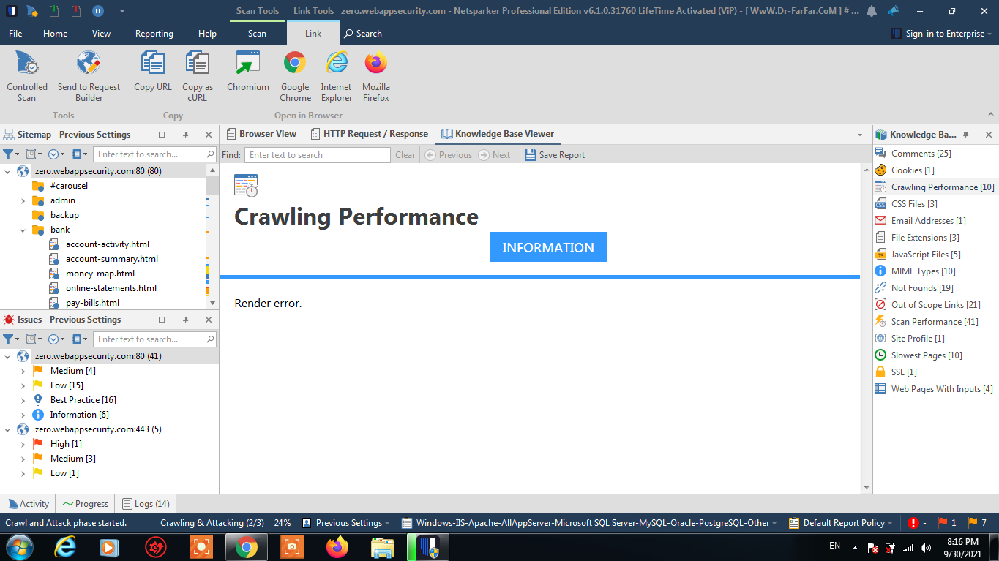 Scan Tools Link Tools zero.webappsecurity.com - Netsparker Professional Edition v6.1.0.31760 LifeTime Activated (ViP) - [ WwW.Dr-FarFar.CoM ] # ...
File Home View Reporting Help Scan Link Search Sign-in to Enterprise
Controlled Scan
Send to Request Builder
Copy URL
Copy as cURL
Chromium
Google Chrome
Internet Explorer
Mozilla Firefox
Tools Copy Open in Browser
Sitemap - Previous Settings
Enter text to search...
zero.webappsecurity.com:80 (80)
#carousel
admin
backup
bank
account-activity.html
account-summary.html
money-map.html
online-statements.html
pay-bills.html
Issues - Previous Settings
Enter text to search...
zero.webappsecurity.com:80 (41)
Medium [4]
Low [15]
Best Practice [16]
Information [6]
zero.webappsecurity.com:443 (5)
High [1]
Medium [3]
Low [1]
Browser View HTTP Request / Response Knowledge Base Viewer
Find: Enter text to search Clear Previous Next Save Report
Crawling Performance
INFORMATION
Render error.
Knowledge Ba...
Comments [25]
Cookies [1]
Crawling Performance [10]
CSS Files [3]
Email Addresses [1]
File Extensions [3]
JavaScript Files [5]
MIME Types [10]
Not Founds [19]
Out of Scope Links [21]
Scan Performance [41]
Site Profile [1]
Slowest Pages [10]
SSL [1]
Web Pages With Inputs [4]
Activity Progress Logs (14)
Crawl and Attack phase started. Crawling & Attacking (2/3) 24% Previous Settings Windows-IIS-Apache-AllAppServer-Microsoft SQL Server-MySQL-Oracle-PostgreSQL-Other Default Report Policy - 1 7
EN 8:16 PM
9/30/2021